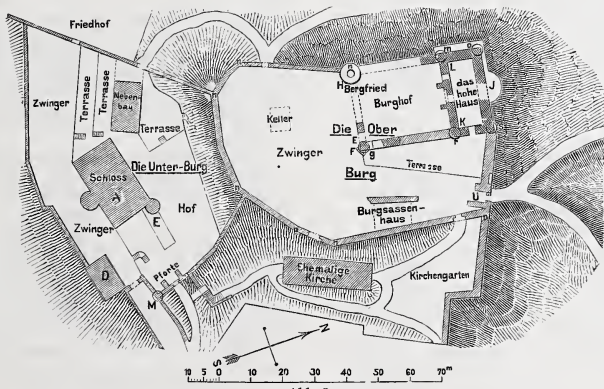 Friedhof
Zwinger
Terrasse
Terrasse
Neben-
bau
Terrasse
Die Unter-Burg
Schloss
A
E
Hof
Zwinger
D
Pforte
M
H
Bergfried
Burghof
m
o
L
das
hohe
Haus
J
K
F
Keller
Die Ober
Burg
E
F
g
Zwinger
Terrasse
U
Burgsassen-
haus
Ehemalige
Kirche
Kirchengarten
S
N
10 5 0 10 20 30 40 50 60 70m